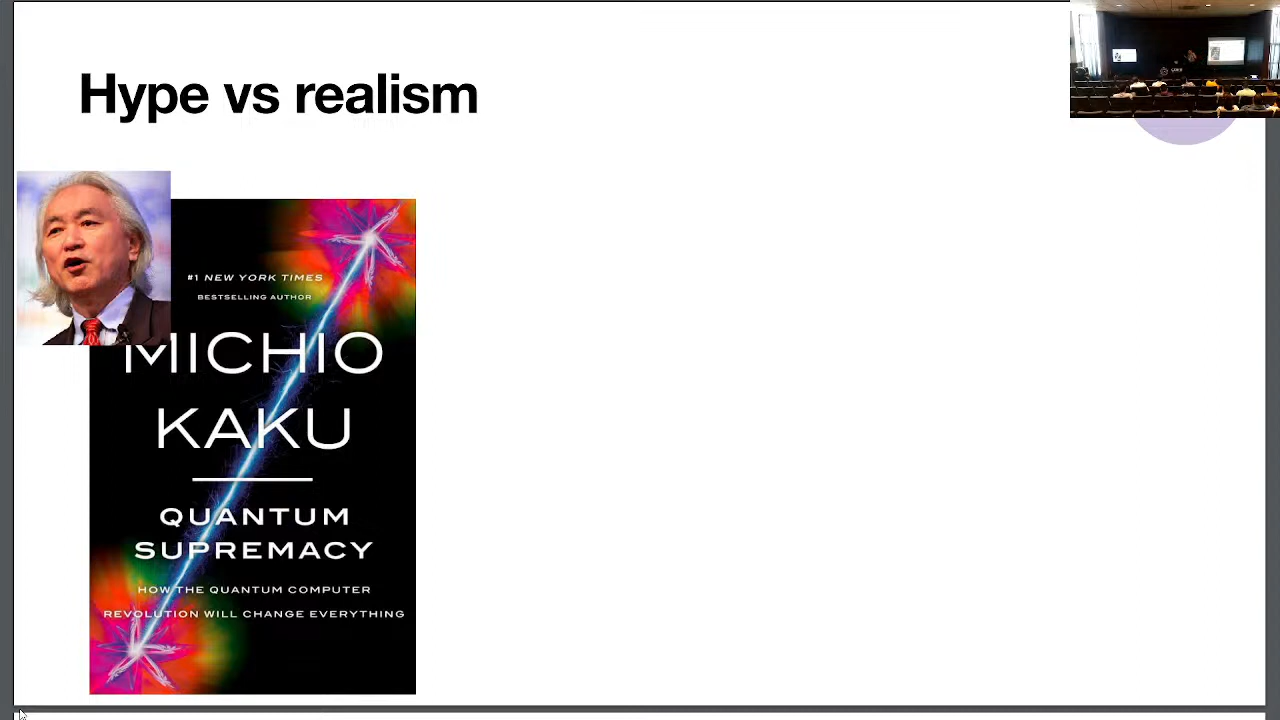 Hype vs realism
#1 NEW YORK TIMES
BESTSELLING AUTHOR
MICHIO
KAKU
QUANTUM
SUPREMACY
HOW THE QUANTUM COMPUTER
REVOLUTION WILL CHANGE EVERYTHING